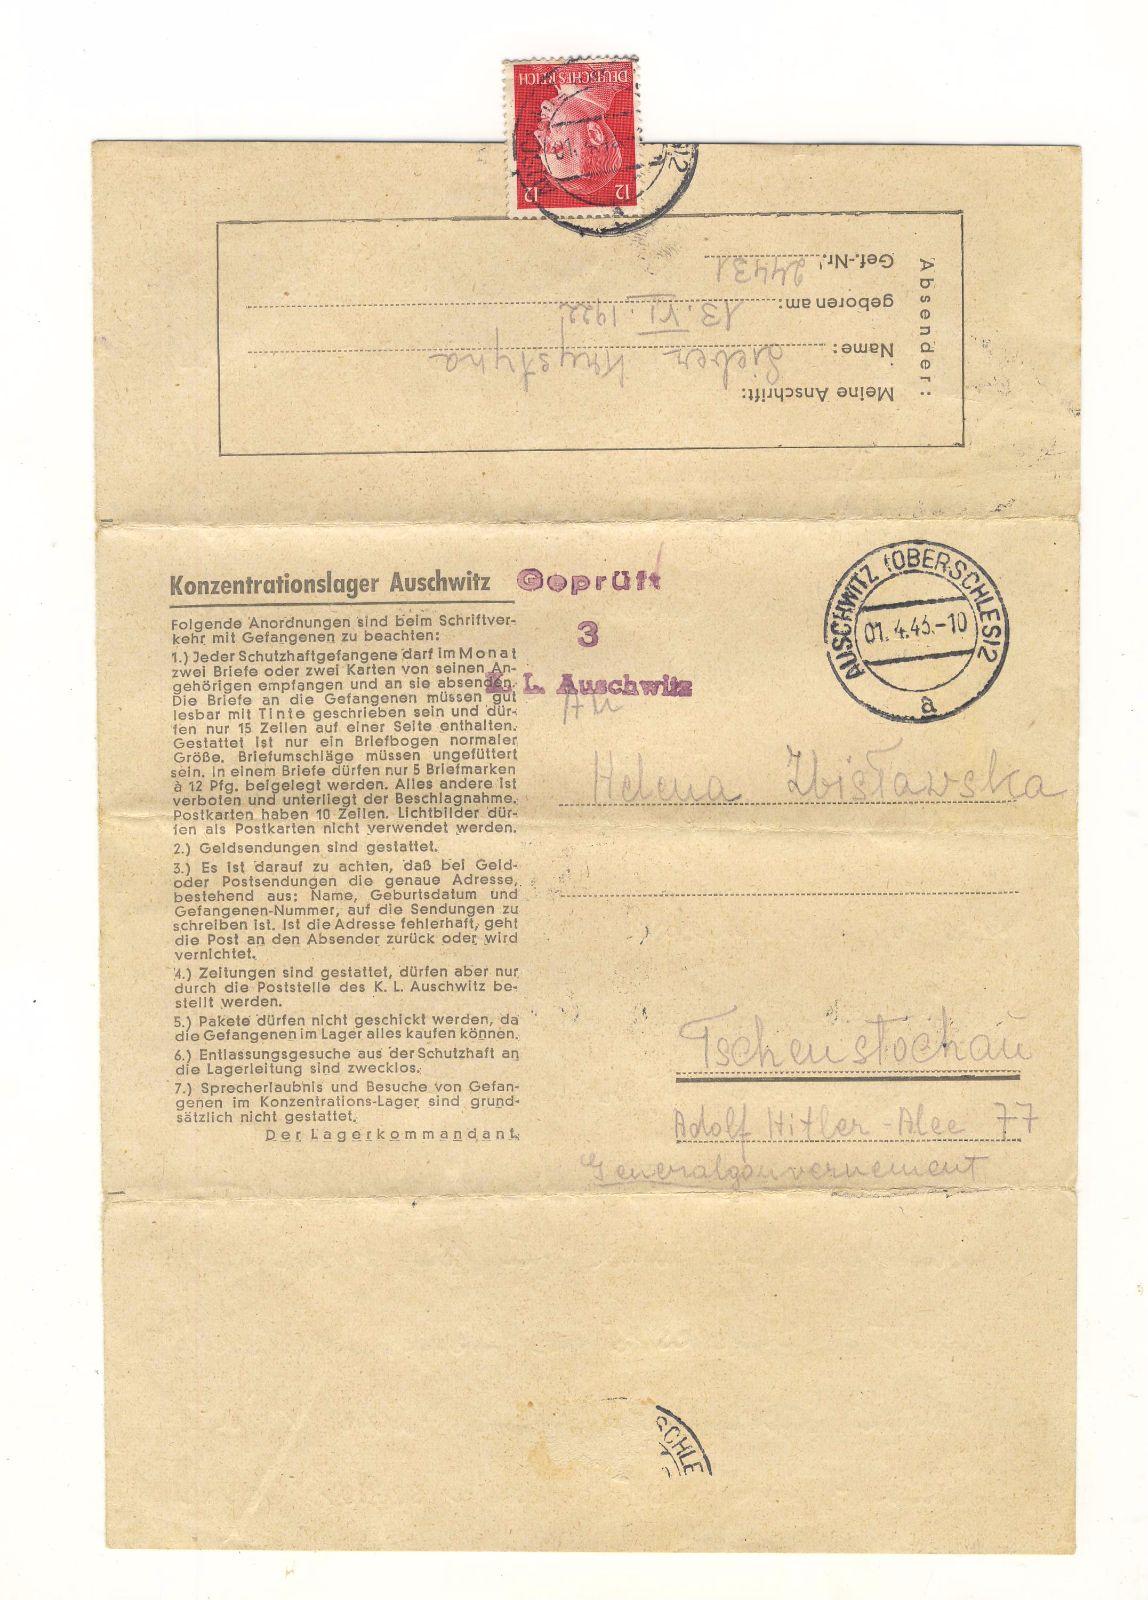 DEUTSCHES REICH
12 12
Absender:
Meine Anschrift:
Name: Sieber Krystyna
geboren am: 13. VI. 1922
Gef.-Nr. 24431
Konzentrationslager Auschwitz
Folgende Anordnungen sind beim Schriftver-
kehr mit Gefangenen zu beachten:
1.) Jeder Schutzhaftgefangene darf im Monat
zwei Briefe oder zwei Karten von seinen An-
gehörigen empfangen und an sie absenden.
Die Briefe an die Gefangenen müssen gut
lesbar mit Tinte geschrieben sein und dür-
fen nur 15 Zeilen auf einer Seite enthalten.
Gestattet ist nur ein Briefbogen normaler
Größe. Briefumschläge müssen ungefüttert
sein. In einem Briefe dürfen nur 5 Briefmarken
à 12 Pfg. beigelegt werden. Alles andere ist
verboten und unterliegt der Beschlagnahme.
Postkarten haben 10 Zeilen. Lichtbilder dür-
fen als Postkarten nicht verwendet werden.
2.) Geldsendungen sind gestattet.
3.) Es ist darauf zu achten, daß bei Geld-
oder Postsendungen die genaue Adresse,
bestehend aus: Name, Geburtsdatum und
Gefangenen-Nummer, auf die Sendungen zu
schreiben ist. Ist die Adresse fehlerhaft, geht
die Post an den Absender zurück oder wird
vernichtet.
4.) Zeitungen sind gestattet, dürfen aber nur
durch die Poststelle des K. L. Auschwitz be-
stellt werden.
5.) Pakete dürfen nicht geschickt werden, da
die Gefangenen im Lager alles kaufen können.
6.) Entlassungsgesuche aus der Schutzhaft an
die Lagerleitung sind zwecklos.
7.) Sprecherlaubnis und Besuche von Gefan-
genen im Konzentrations-Lager sind grund-
sätzlich nicht gestattet.
Der Lagerkommandant.
Geprüft
3
K. L. Auschwitz
AUSCHWITZ (OBERSCHLES) 2
01. 4.43.-10
a
An
Helena Zbisławska
Tschenstochau
Adolf Hitler-Alee 77
Generalgouvernement
SCHLE